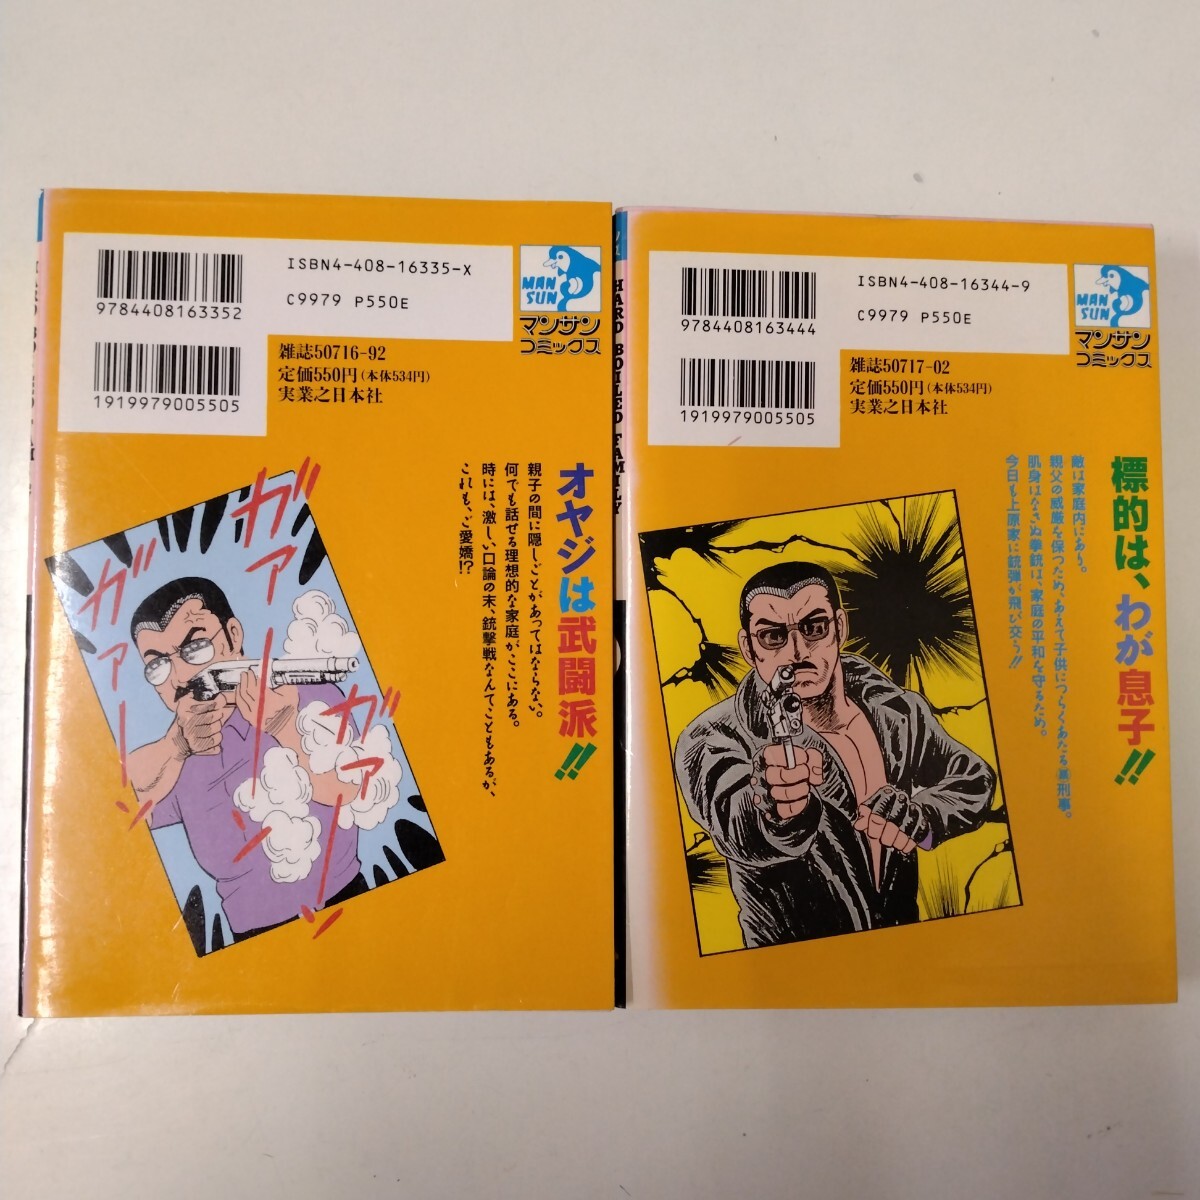 ISBN4-408-16335-X
C9979 P550E
9784408163352
雑誌50716-92
定価550円(本体534円)
実業之日本社
1919979005505
MAN
SUN
マンサン
コミックス
オヤジは武闘派!!
親子の間に隠しごとがあってはならない。
何でも話せる理想的な家庭がここにある。
時には、激しい口論の末、銃撃戦なんてこともあるが、
これも、ご愛嬌!?
ガァーン
ガァーン
ガァーン
HARD BOILED FAMILY
ISBN4-408-16344-9
C9979 P550E
9784408163444
雑誌50717-02
定価550円(本体534円)
実業之日本社
1919979005505
MAN
SUN
マンサン
コミックス
標的は、わが息子!!
敵は家庭内にあり。
親父の威厳を保つため、あえて子供につらくあたる暴刑事。
肌身はなさぬ拳銃は、家庭の平和を守るため。
今日も上原家に銃弾が飛い交う!!